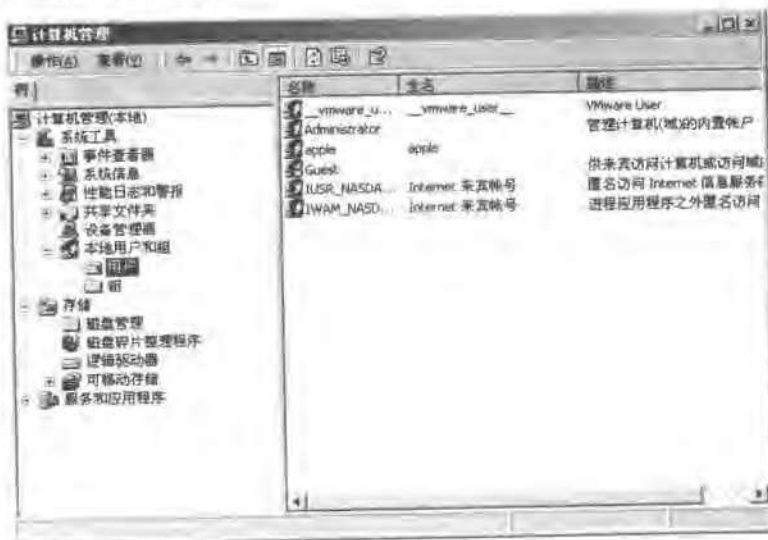 计算机管理
操作(A) 查看(V)
树
计算机管理(本地)
系统工具
事件查看器
系统信息
性能日志和警报
共享文件夹
设备管理器
本地用户和组
用户
组
存储
磁盘管理
磁盘碎片整理程序
逻辑驱动器
可移动存储
服务和应用程序
名称 全名 描述
__vmware_u... __vmware_user__ VMware User
Administrator 管理计算机(域)的内置帐户
apple apple
Guest 供来宾访问计算机或访问域
IUSR_NASDA... Internet 来宾帐号 匿名访问 Internet 信息服务
IWAM_NASD... Internet 来宾帐号 进程应用程序之外匿名访问